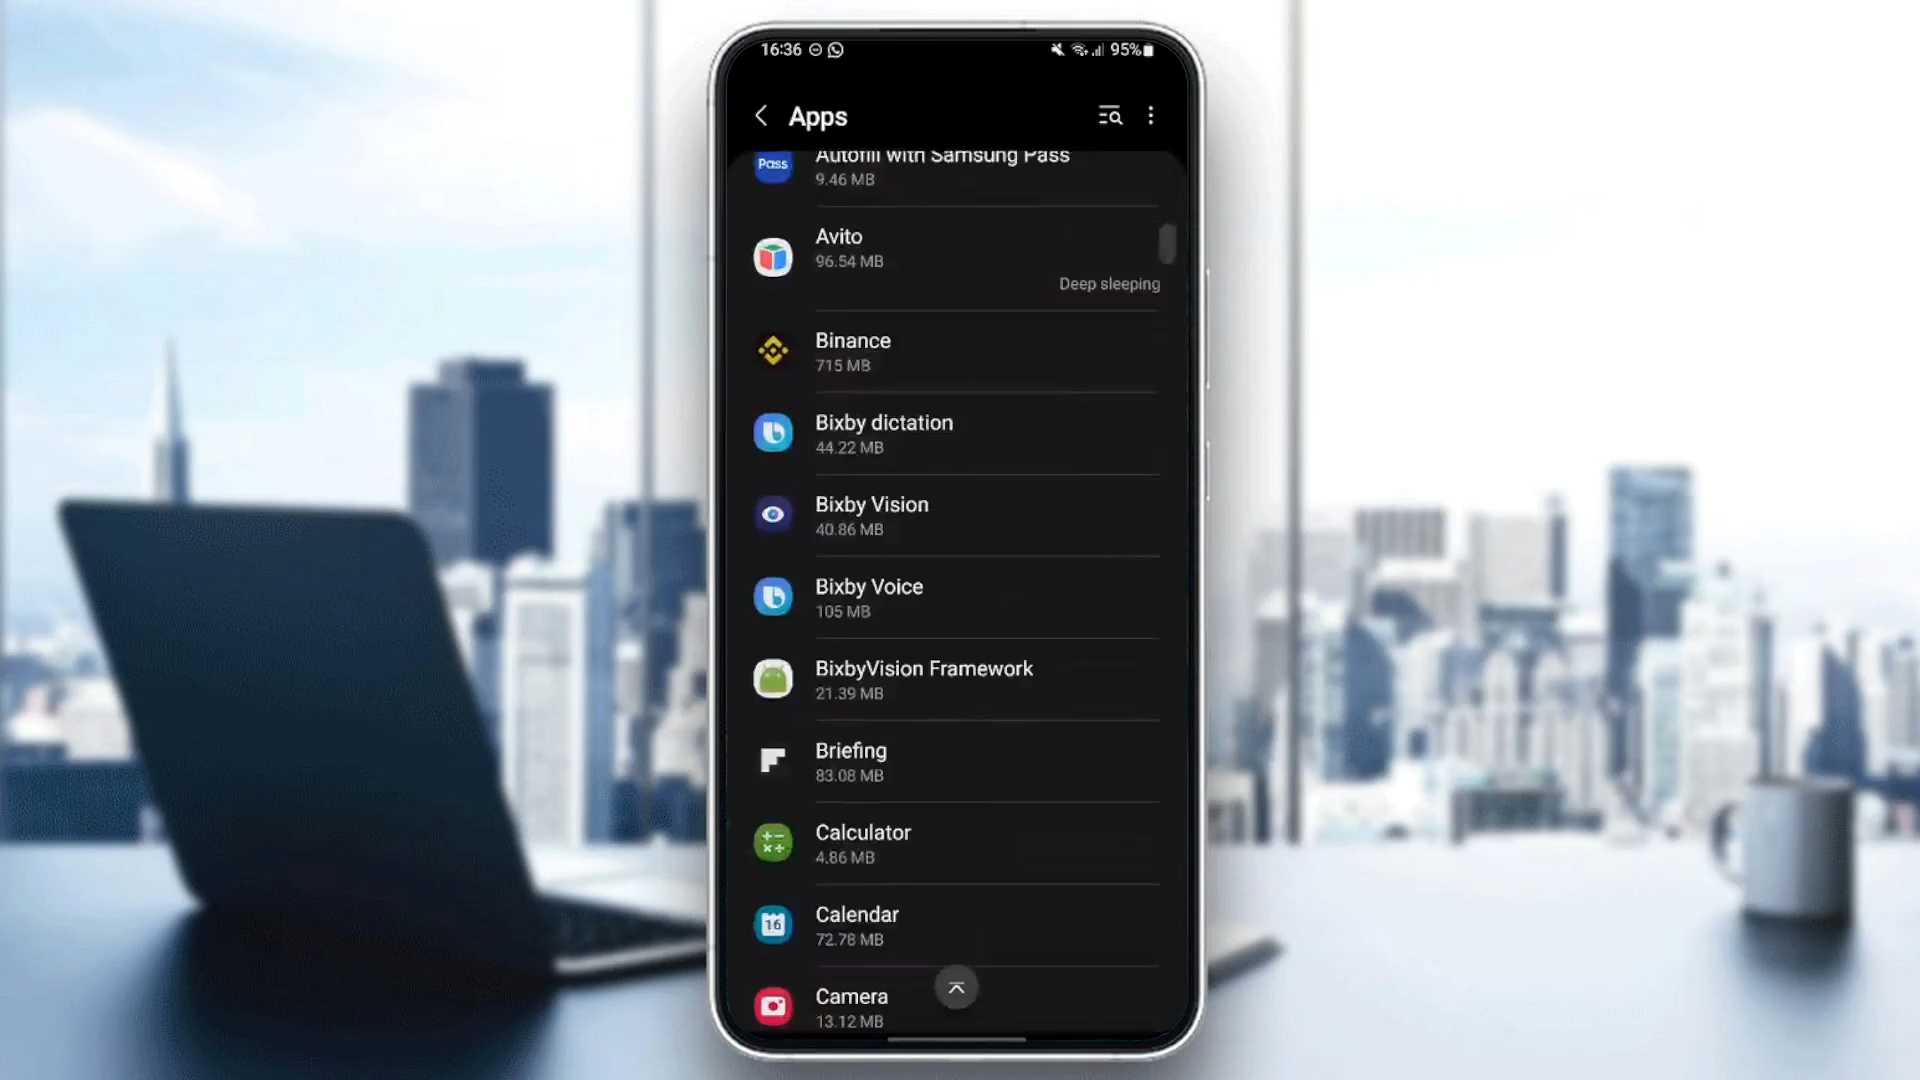 16:36
95%
Apps
Pass
Autofill with Samsung Pass
9.46 MB
Avito
96.54 MB
Deep sleeping
Binance
715 MB
Bixby dictation
44.22 MB
Bixby Vision
40.86 MB
Bixby Voice
105 MB
BixbyVision Framework
21.39 MB
Briefing
83.08 MB
Calculator
4.86 MB
16
Calendar
72.78 MB
Camera
13.12 MB